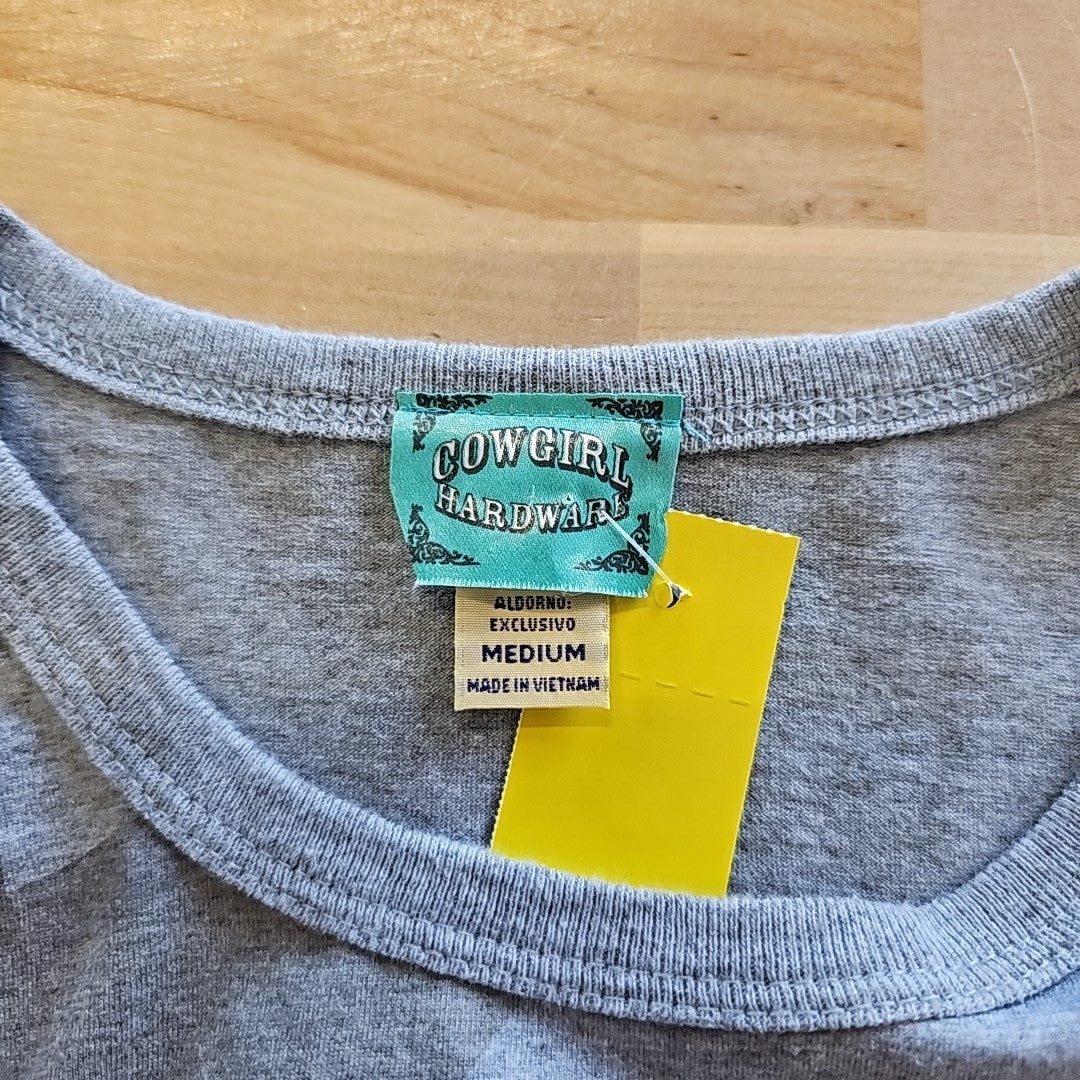 COWGIRL
HARDWARE
ALDORNO:
EXCLUSIVO
MEDIUM
MADE IN VIETNAM